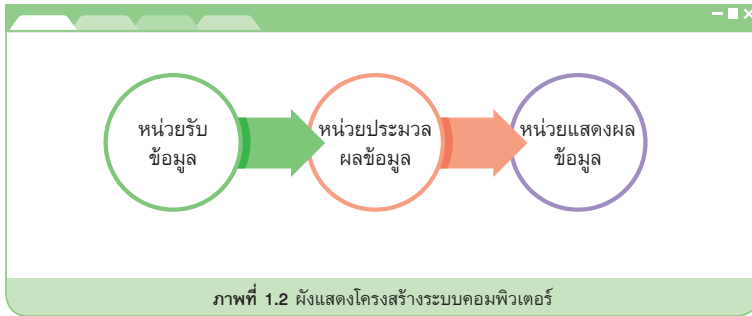 หน่วยรับ
ข้อมูล
หน่วยประมวล
ผลข้อมูล
หน่วยแสดงผล
ข้อมูล
ภาพที่ 1.2 ผังแสดงโครงสร้างระบบคอมพิวเตอร์